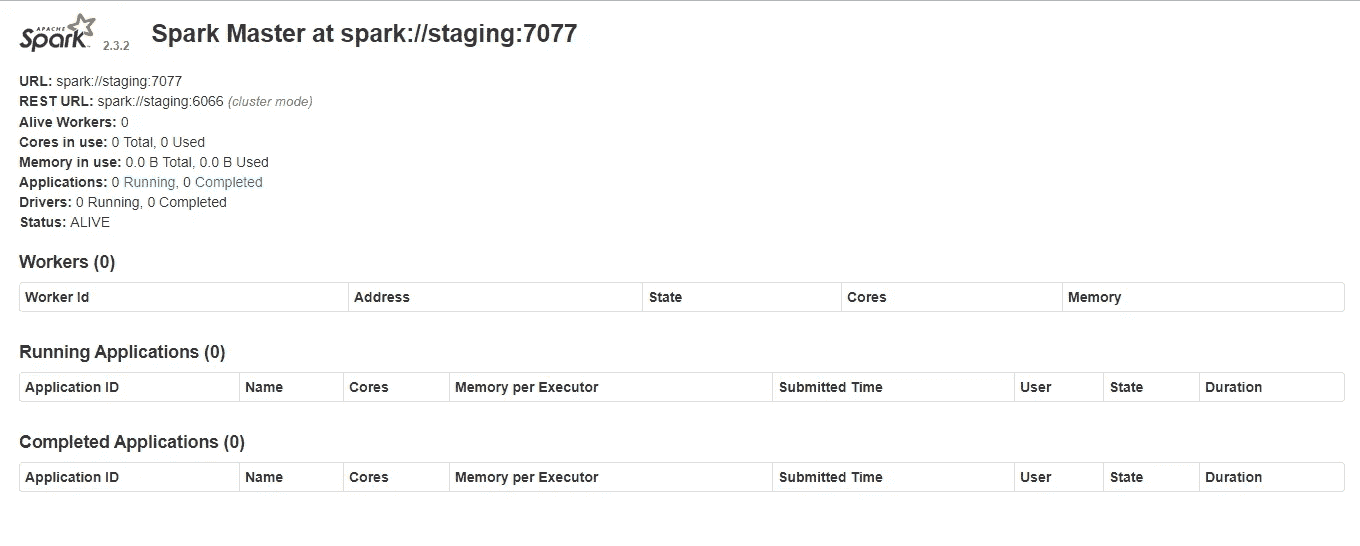 APACHE
Spark 2.3.2 Spark Master at spark://staging:7077
URL: spark://staging:7077
REST URL: spark://staging:6066 (cluster mode)
Alive Workers: 0
Cores in use: 0 Total, 0 Used
Memory in use: 0.0 B Total, 0.0 B Used
Applications: 0 Running, 0 Completed
Drivers: 0 Running, 0 Completed
Status: ALIVE
Workers (0)
Worker Id Address State Cores Memory
Running Applications (0)
Application ID Name Cores Memory per Executor Submitted Time User State Duration
Completed Applications (0)
Application ID Name Cores Memory per Executor Submitted Time User State Duration